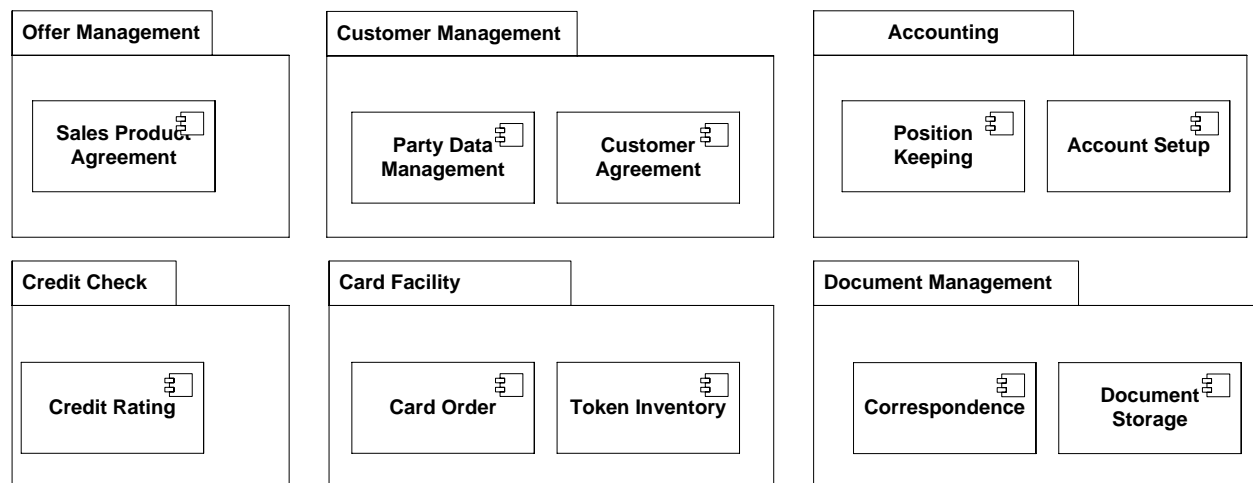 Offer Management
Sales Product
Agreement
Customer Management
Party Data
Management
Customer
Agreement
Accounting
Position
Keeping
Account Setup
Credit Check
Credit Rating
Card Facility
Card Order
Token Inventory
Document Management
Correspondence
Document
Storage